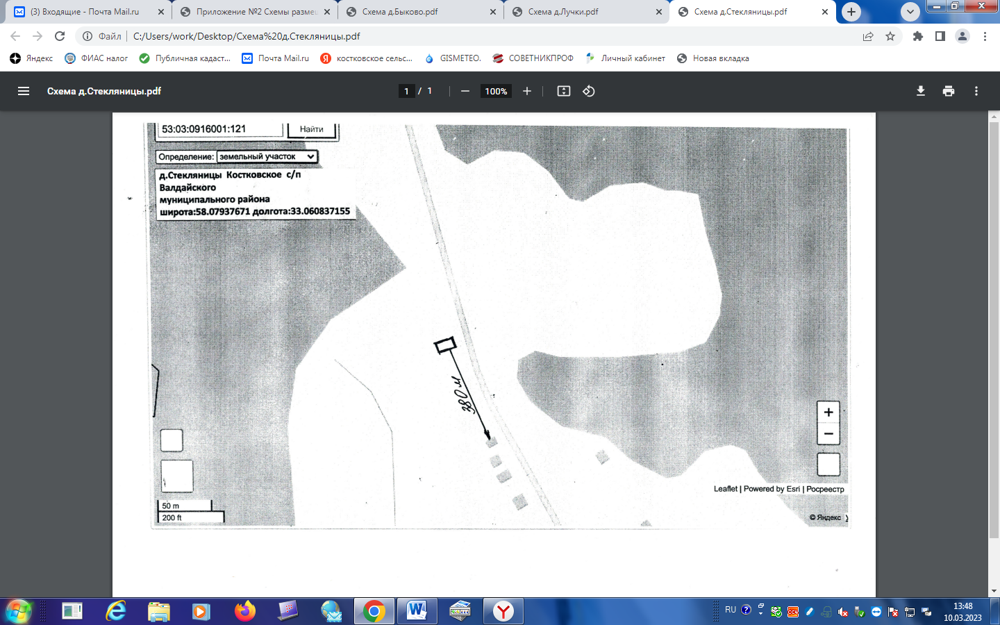 (3) Входящие - Почта Mail.ru
Приложение №2 Схемы размещ
Схема д.Быково.pdf
Схема д.Лучки.pdf
Схема д.Стекляницы.pdf
Файл
C:/Users/work/Desktop/Схема%20д.Стекляницы.pdf
Яндекс
ФИАС налог
Публичная кадаст...
Почта Mail.ru
костковское сельс...
GISMETEO.
СОВЕТНИКПРОФ
Личный кабинет
Новая вкладка
Схема д.Стекляницы.pdf
1 / 1
100%
53:03:0916001:121
Найти
Определение: земельный участок
д.Стекляницы Костковское с/п
Валдайского
муниципального района
широта:58.07937671 долгота:33.060837155
380 м
+
−
Leaflet | Powered by Esri | Росреестр
50 m
200 ft
© Яндекс
RU
13:48
10.03.2023